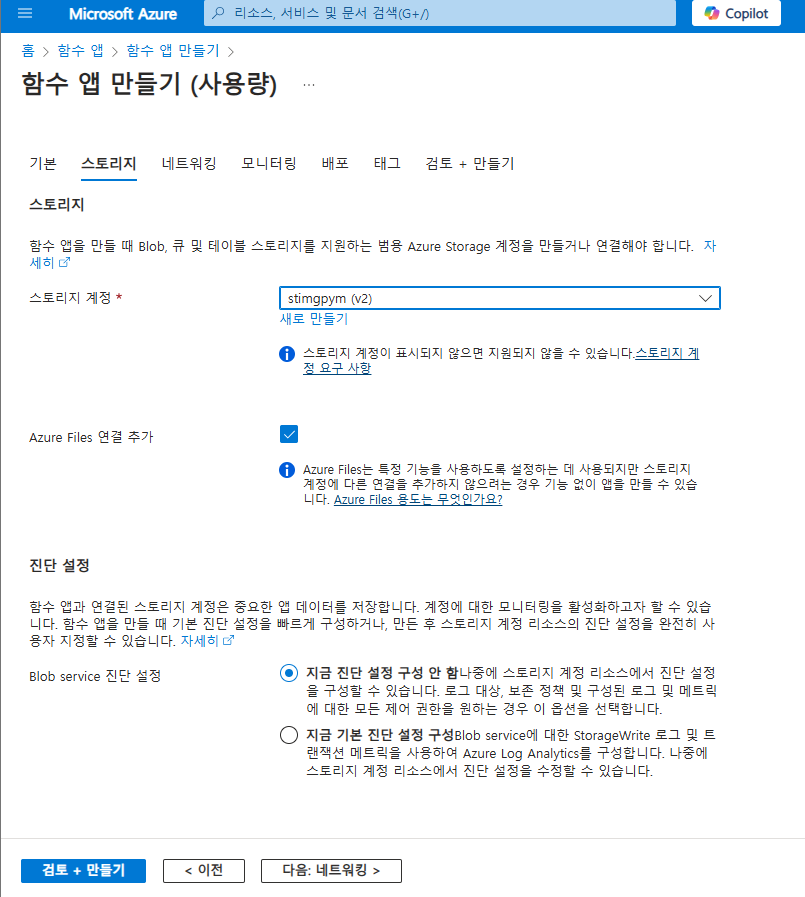 Microsoft Azure
리소스, 서비스 및 문서 검색(G+/)
Copilot
홈 > 함수 앱 > 함수 앱 만들기 >
함수 앱 만들기 (사용량) ...
기본 스토리지 네트워킹 모니터링 배포 태그 검토 + 만들기
스토리지
함수 앱을 만들 때 Blob, 큐 및 테이블 스토리지를 지원하는 범용 Azure Storage 계정을 만들거나 연결해야 합니다. 자
세히
스토리지 계정 *
stimgpym (v2)
새로 만들기
스토리지 계정이 표시되지 않으면 지원되지 않을 수 있습니다.스토리지 계
정 요구 사항
Azure Files 연결 추가
Azure Files는 특정 기능을 사용하도록 설정하는 데 사용되지만 스토리지
계정에 다른 연결을 추가하지 않으려는 경우 기능 없이 앱을 만들 수 있습
니다. Azure Files 용도는 무엇인가요?
진단 설정
함수 앱과 연결된 스토리지 계정은 중요한 앱 데이터를 저장합니다. 계정에 대한 모니터링을 활성화하고자 할 수 있습
니다. 함수 앱을 만들 때 기본 진단 설정을 빠르게 구성하거나, 만든 후 스토리지 계정 리소스의 진단 설정을 완전히 사
용자 지정할 수 있습니다. 자세히
Blob service 진단 설정
지금 진단 설정 구성 안 함나중에 스토리지 계정 리소스에서 진단 설정
을 구성할 수 있습니다. 로그 대상, 보존 정책 및 구성된 로그 및 메트릭
에 대한 모든 제어 권한을 원하는 경우 이 옵션을 선택합니다.
지금 기본 진단 설정 구성Blob service에 대한 StorageWrite 로그 및 트
랜잭션 메트릭을 사용하여 Azure Log Analytics를 구성합니다. 나중에
스토리지 계정 리소스에서 진단 설정을 수정할 수 있습니다.
검토 + 만들기
< 이전
다음: 네트워킹 >